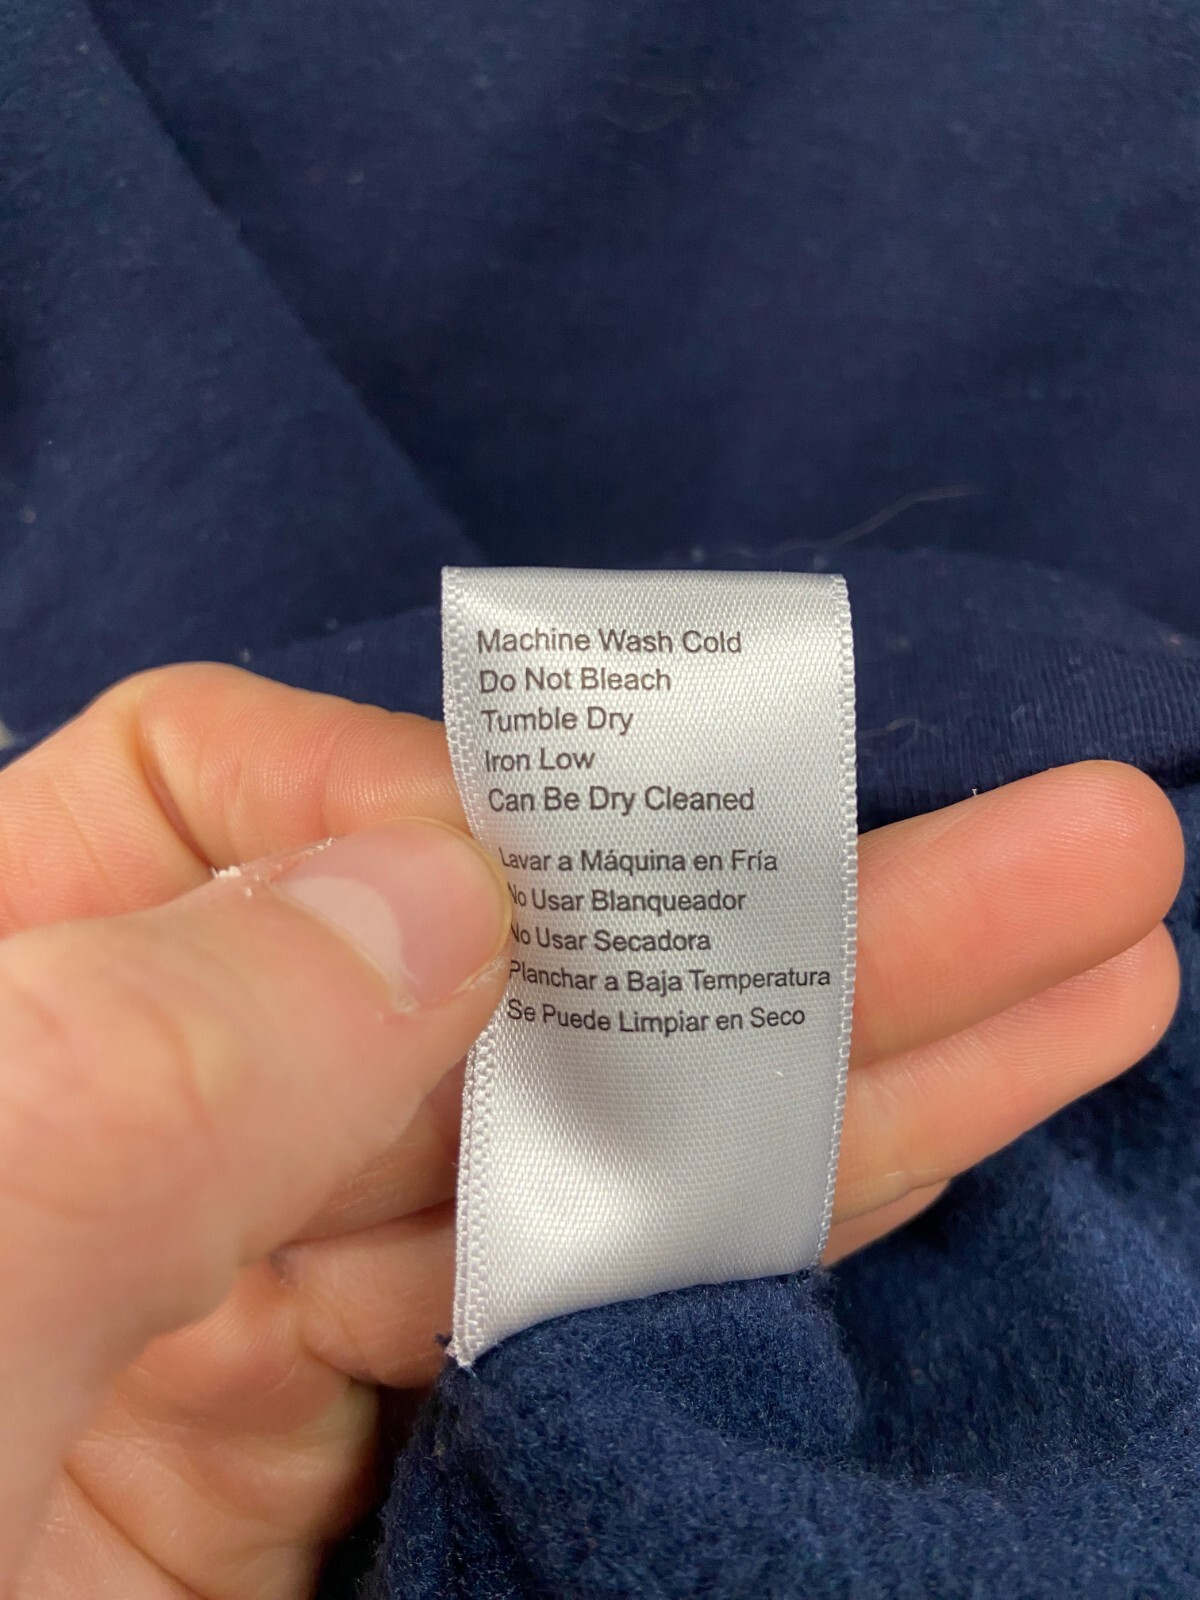 Machine Wash Cold
Do Not Bleach
Tumble Dry
Iron Low
Can Be Dry Cleaned
Lavar a Máquina en Fría
No Usar Blanqueador
No Usar Secadora
Planchar a Baja Temperatura
Se Puede Limpiar en Seco